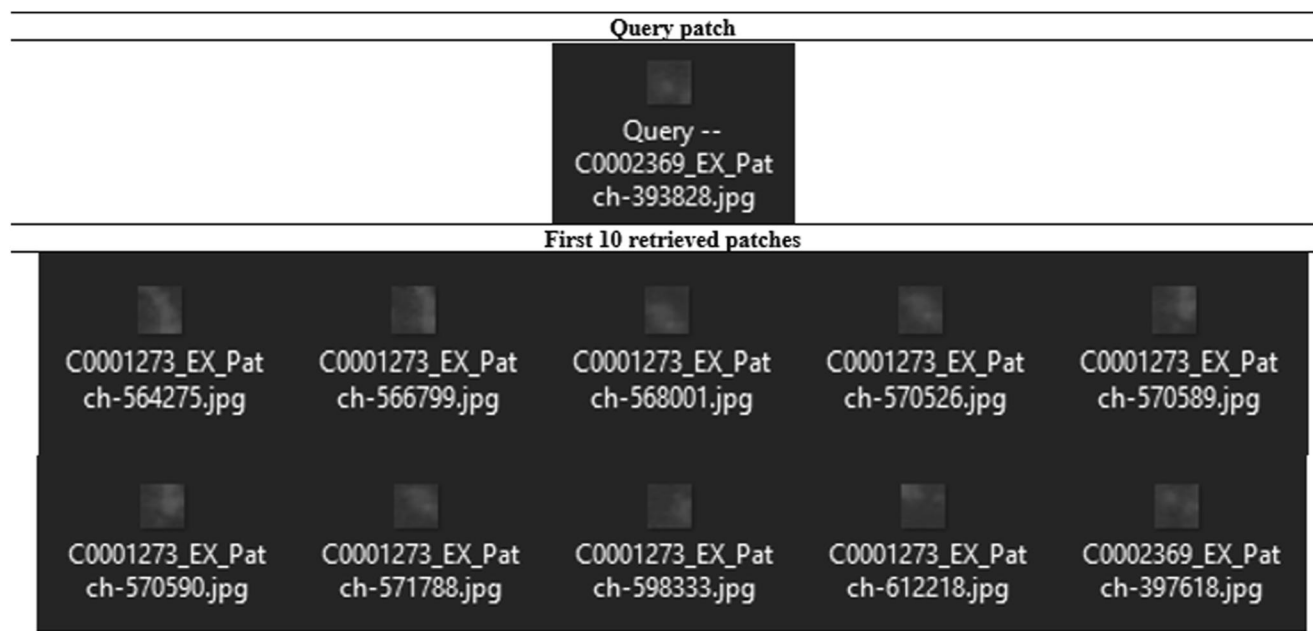 Query patch
Query --
C0002369_EX_Pat
ch-393828.jpg
First 10 retrieved patches
C0001273_EX_Pat
ch-564275.jpg
C0001273_EX_Pat
ch-566799.jpg
C0001273_EX_Pat
ch-568001.jpg
C0001273_EX_Pat
ch-570526.jpg
C0001273_EX_Pat
ch-570589.jpg
C0001273_EX_Pat
ch-570590.jpg
C0001273_EX_Pat
ch-571788.jpg
C0001273_EX_Pat
ch-598333.jpg
C0001273_EX_Pat
ch-612218.jpg
C0002369_EX_Pat
ch-397618.jpg